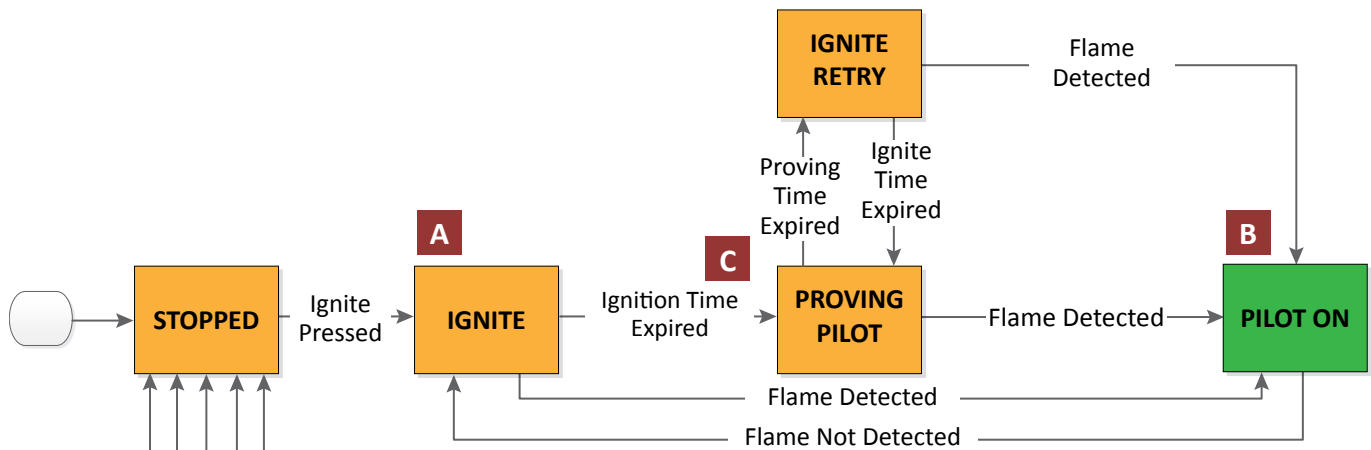 IGNITE
RETRY
Flame
Detected
Proving
Time
Expired
Ignite
Time
Expired
A
C
B
STOPPED
Ignite
Pressed
IGNITE
Ignition Time
Expired
PROVING
PILOT
Flame Detected
PILOT ON
Flame Detected
Flame Not Detected